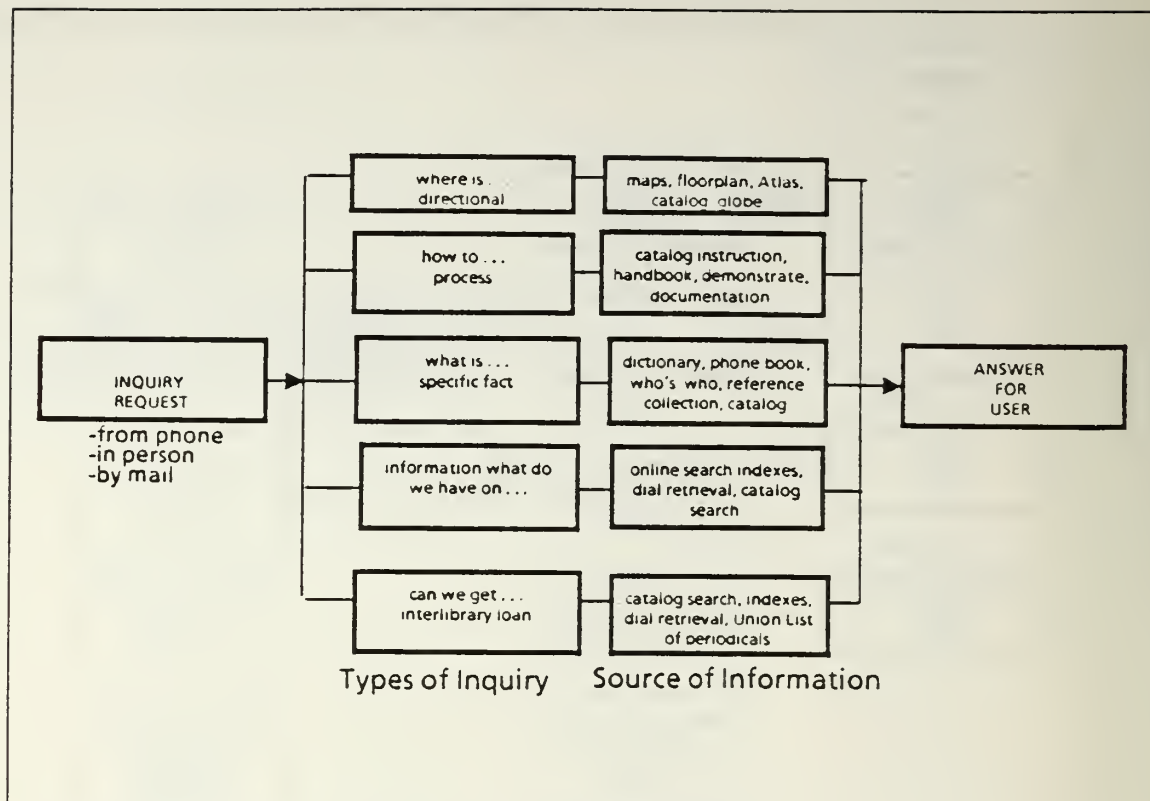 INQUIRY
REQUEST
-from phone
-in person
-by mail
where is . .
directional
maps, floorplan, Atlas,
catalog globe
how to . . .
process
catalog instruction,
handbook, demonstrate,
documentation
what is . . .
specific fact
dictionary, phone book,
who's who, reference
collection, catalog
information what do
we have on . . .
online search indexes,
dial retrieval, catalog
search
can we get . . .
interlibrary loan
catalog search, indexes,
dial retrieval, Union List
of periodicals
Types of Inquiry
Source of Information
ANSWER
FOR
USER